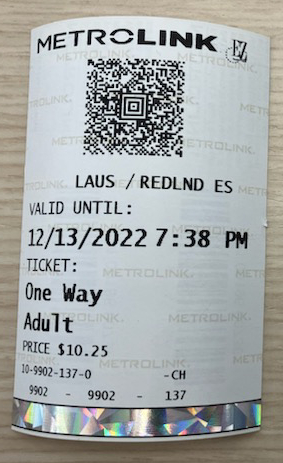 METROLINK EZ
LAUS / REDLND ES
VALID UNTIL:
12/13/2022 7:38 PM
TICKET:
One Way
Adult
PRICE $10.25
10-9902-137-0 -CH
9902 - 9902 - 137